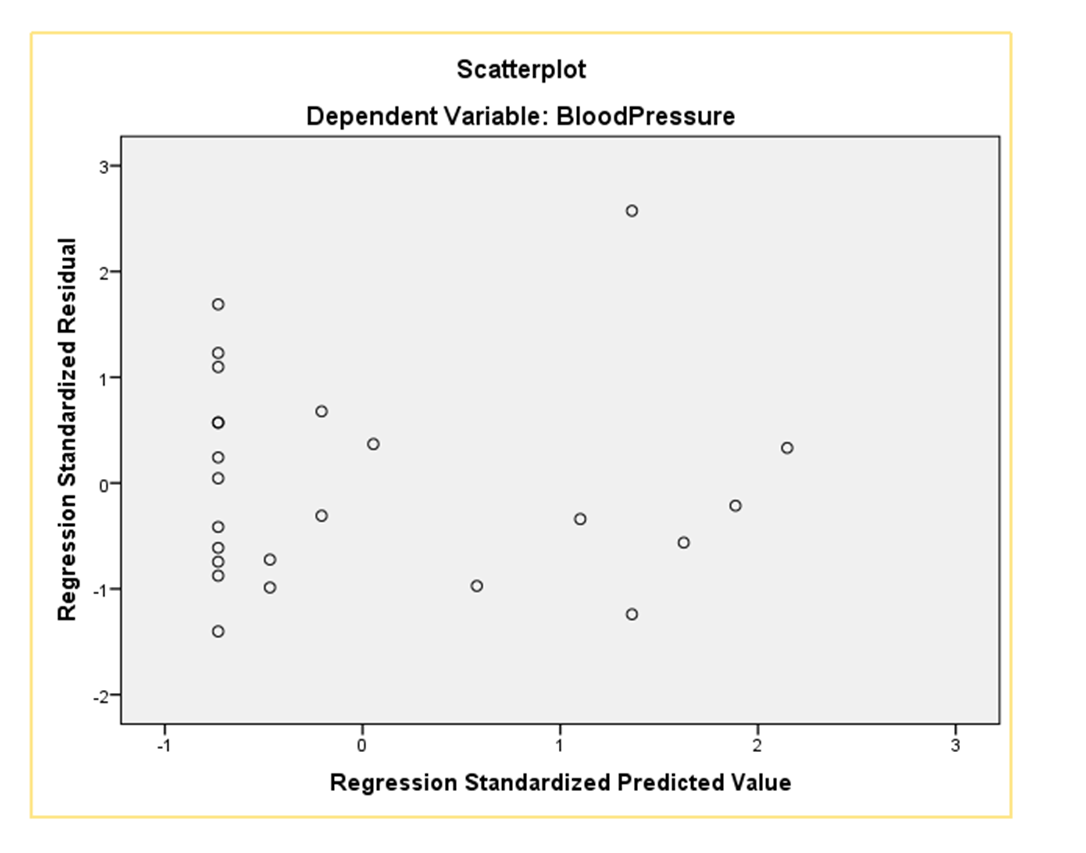 Scatterplot
Dependent Variable: BloodPressure
Regression Standardized Residual
3
2
1
0
-1
-2
-1
0
1
2
3
Regression Standardized Predicted Value